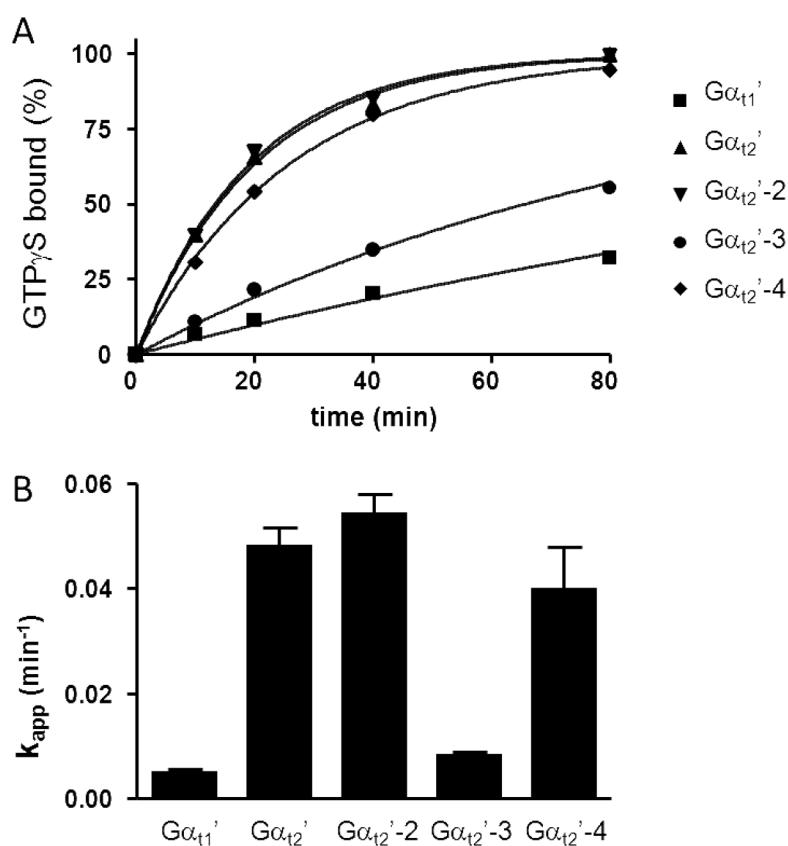 A
GTPγS bound (%)
100
75
50
25
0
0 20 40 60 80
time (min)
Gαt1’
Gαt2’
Gαt2’-2
Gαt2’-3
Gαt2’-4
B
kapp (min-1)
0.06
0.04
0.02
0.00
Gαt1’ Gαt2’ Gαt2’-2 Gαt2’-3 Gαt2’-4